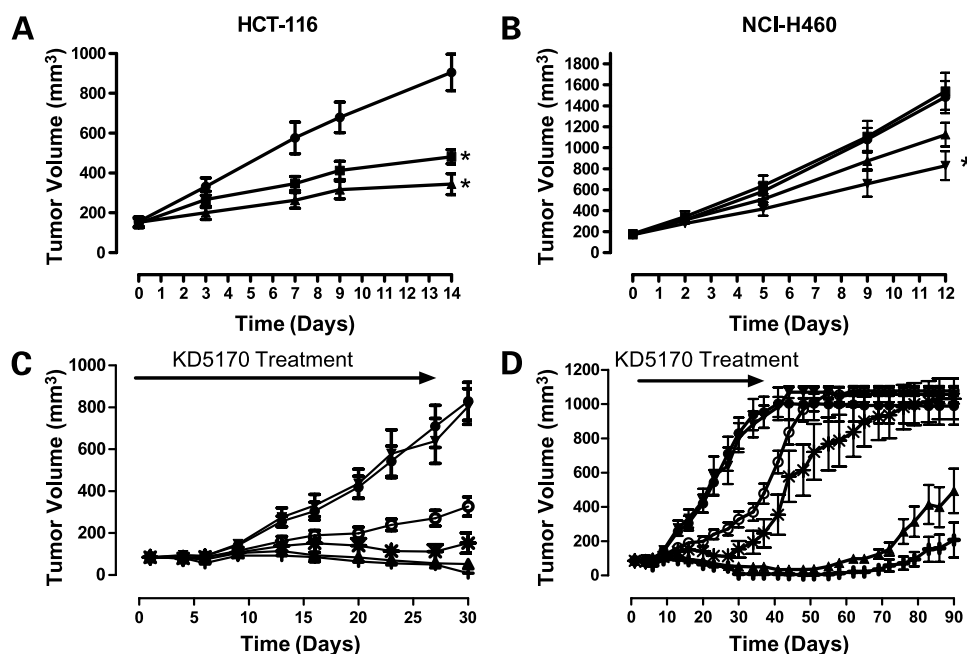 A
HCT-116
Tumor Volume (mm3)
1000
800
600
400
200
0
*
*
0 1 2 3 4 5 6 7 8 9 10 11 12 13 14
Time (Days)
B
NCI-H460
Tumor Volume (mm3)
1800
1600
1400
1200
1000
800
600
400
200
0
*
0 1 2 3 4 5 6 7 8 9 10 11 12
Time (Days)
C
KD5170 Treatment
Tumor Volume (mm3)
1000
800
600
400
200
0
0 5 10 15 20 25 30
Time (Days)
D
KD5170 Treatment
Tumor Volume (mm3)
1200
1000
800
600
400
200
0
0 10 20 30 40 50 60 70 80 90
Time (Days)